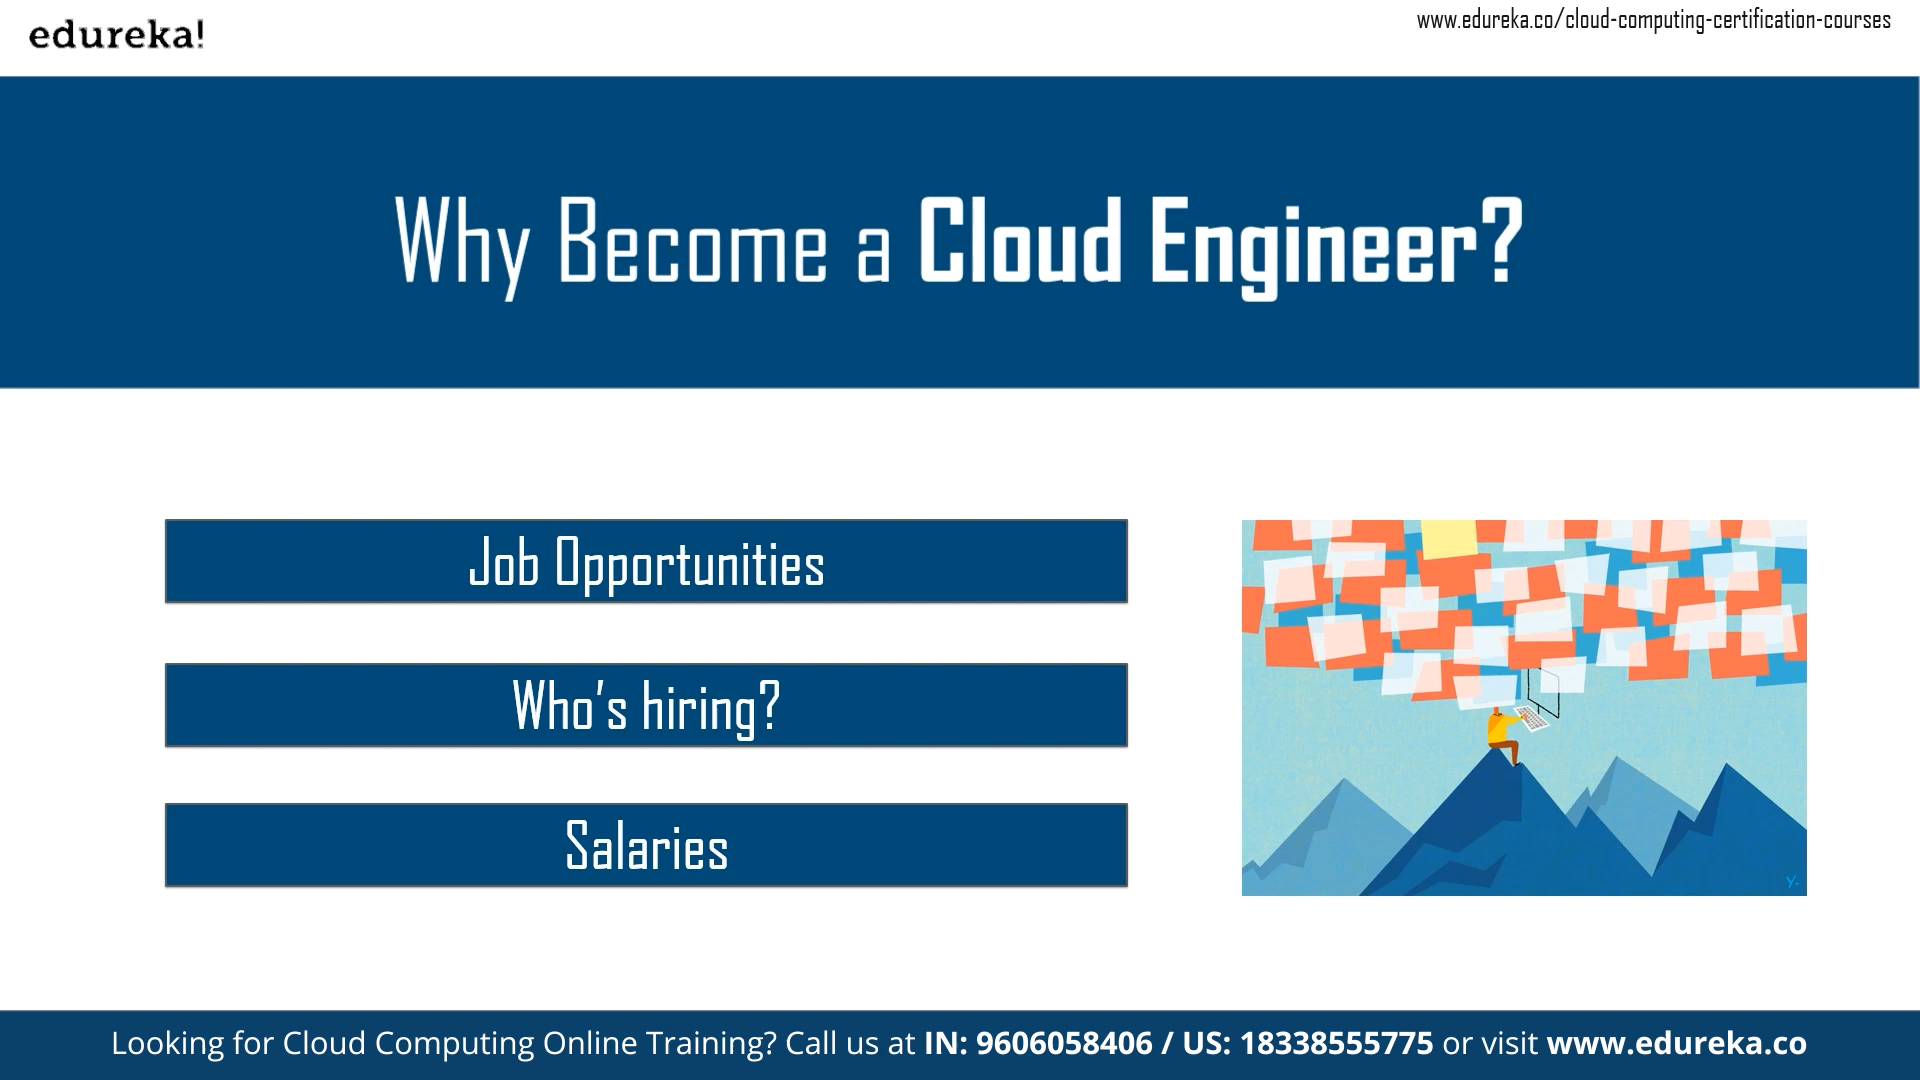 edureka!
www.edureka.co/cloud-computing-certification-courses
Why Become a Cloud Engineer?
Job Opportunities
Who's hiring?
Salaries
Looking for Cloud Computing Online Training? Call us at IN: 9606058406 / US: 18338555775 or visit www.edureka.co